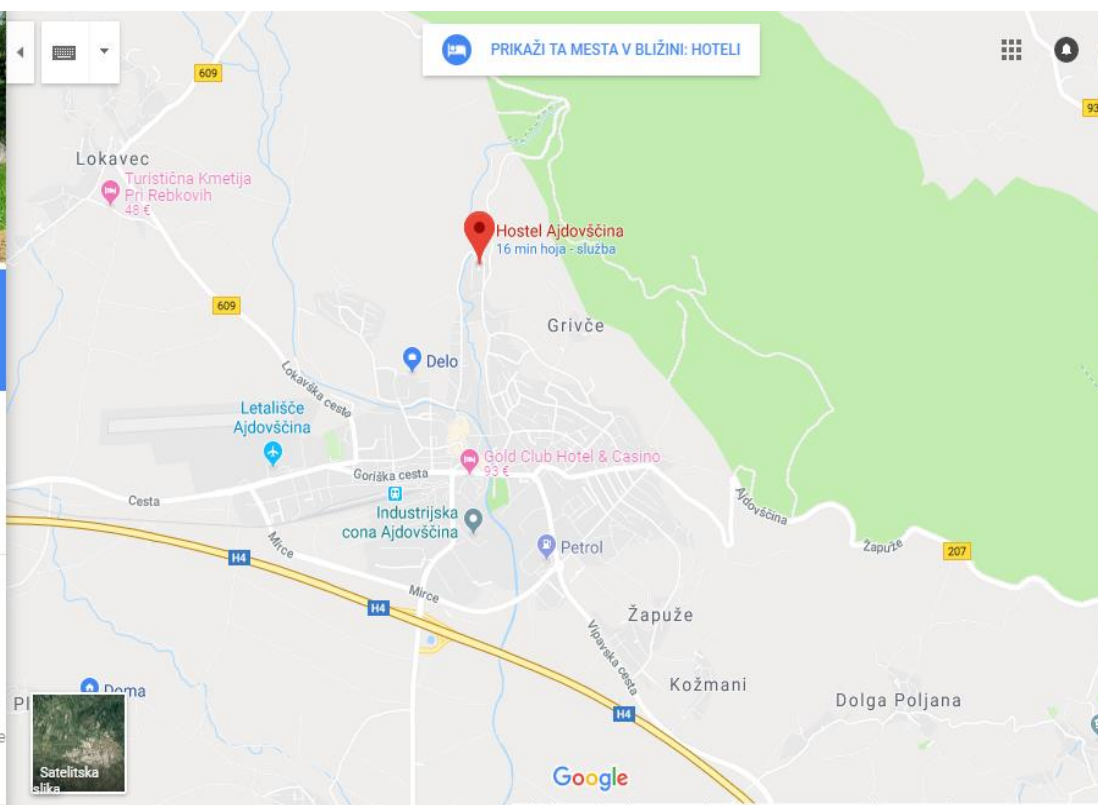 PRIKAŽI TA MESTA V BLIŽINI: HOTELI
609
93
Lokavec
Turistična Kmetija
Pri Rebkovih
48 €
Hostel Ajdovščina
16 min hoja - služba
609
Grivče
Delo
Lokavška cesta
Letališče
Ajdovščina
Gold Club Hotel & Casino
93 €
Goriška cesta
Cesta
Industrijska
cona Ajdovščina
Ajdovščina
Mirce
Petrol
Žapuže
207
H4
Mirce
H4
Žapuže
Vipavska cesta
Kožmani
Doma
Pl
Dolga Poljana
H4
Satelitska
slika
Google